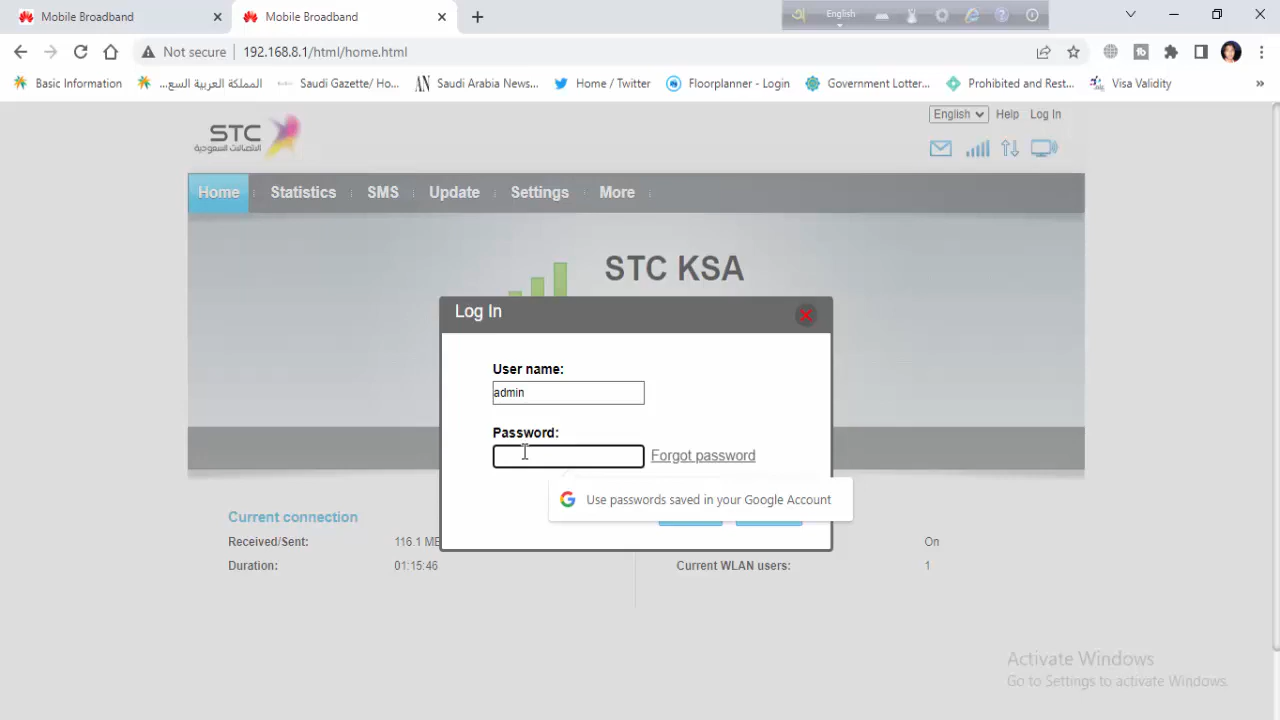 Mobile Broadband
Mobile Broadband
English
Not secure
192.168.8.1/html/home.html
Basic Information
المملكة العربية السع...
Saudi Gazette/ Ho...
Saudi Arabia News...
Home / Twitter
Floorplanner - Login
Government Lotter...
Prohibited and Rest...
Visa Validity
»
STC
الاتصالات السعودية
English
Help
Log In
Home
Statistics
SMS
Update
Settings
More
STC KSA
Log In
User name:
admin
Password:
Forgot password
Use passwords saved in your Google Account
Current connection
Received/Sent:
116.1 MB
On
Duration:
01:15:46
Current WLAN users:
1
Activate Windows
Go to Settings to activate Windows.